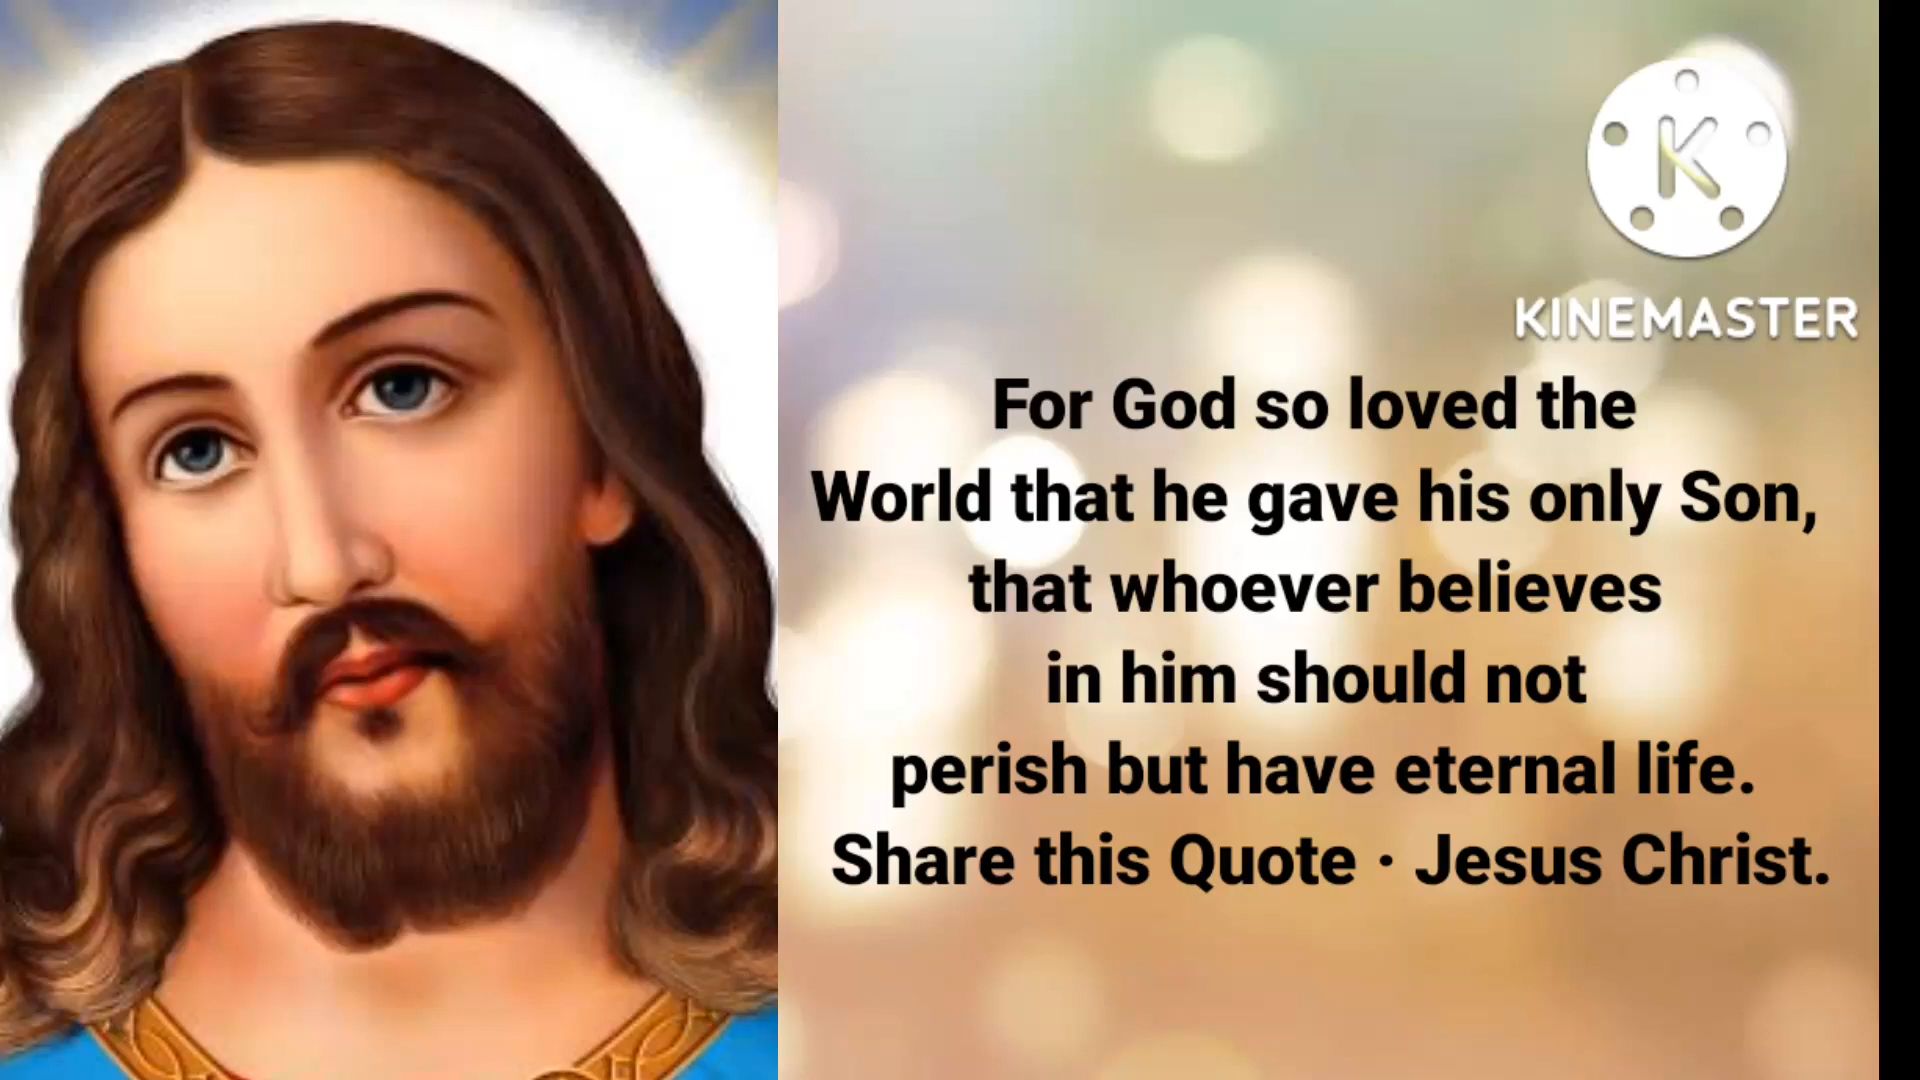 K
KINEMASTER
For God so loved the
World that he gave his only Son,
that whoever believes
in him should not
perish but have eternal life.
Share this Quote · Jesus Christ.